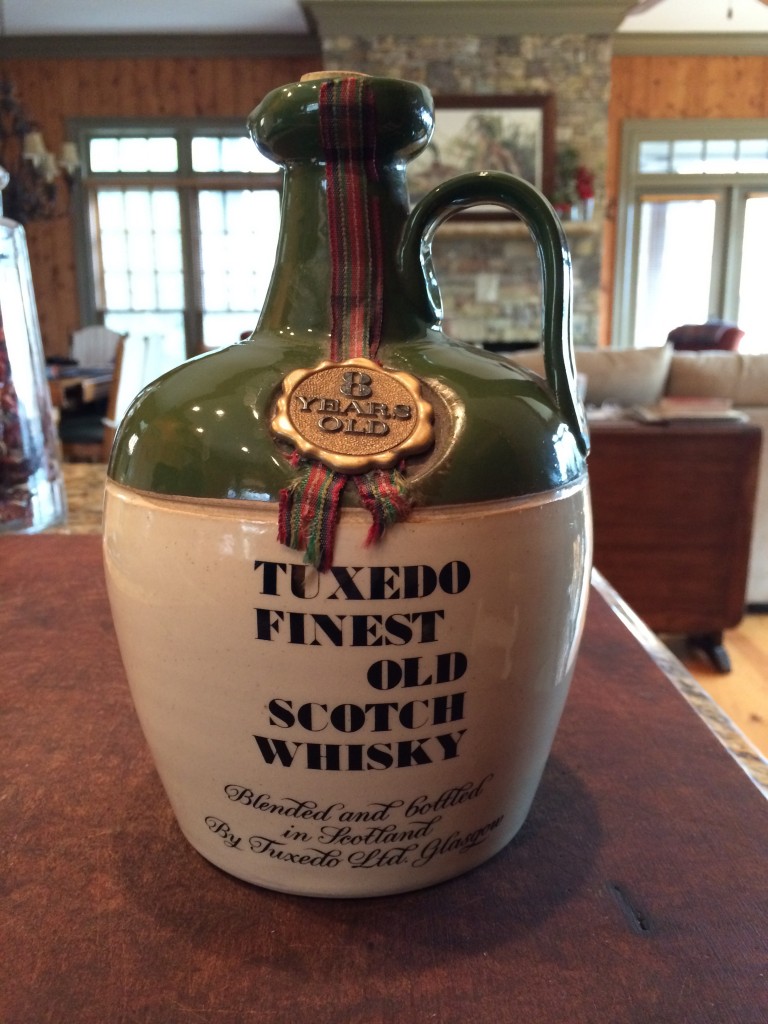 8
YEARS
OLD
TUXEDO
FINEST
OLD
SCOTCH
WHISKY
Blended and bottled
in Scotland
By Tuxedo Ltd. Glasgow